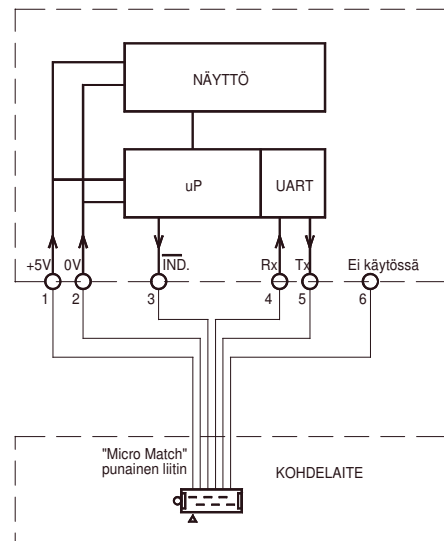 NÄYTTÖ
uP
UART
+5V
0V
IND.
Rx
Tx
Ei käytössä
1
2
3
4
5
6
"Micro Match"
punainen liitin
KOHDELAITE